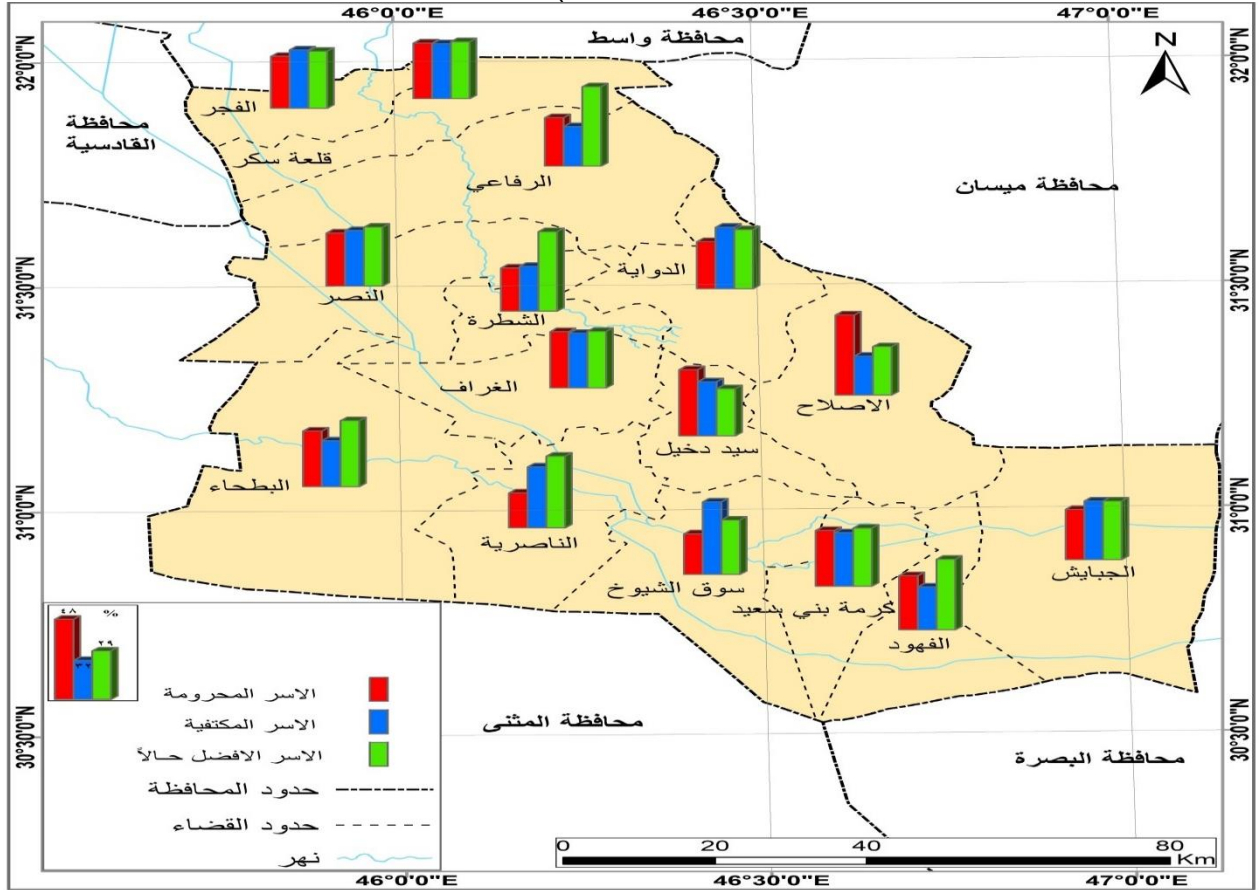 46°0'0"E
46°30'0"E
47°0'0"E
محافظة واسط
N
32°0'0"N
32°0'0"N
الفجر
محافظة
القادسية
قلعة سكر
الرفاعي
محافظة ميسان
الدواية
النصر
الشطرة
31°30'0"N
31°30'0"N
الغراف
الاصلاح
سيد دخيل
البطحاء
31°0'0"N
31°0'0"N
الناصرية
الجبايش
سوق الشيوخ
كرمة بني سعيد
الفهود
٤٨
%
٢٩
الاسر المحرومة
الاسر المكتفية
الاسر الافضل حالاً
حدود المحافظة
حدود القضاء
نهر
محافظة المثنى
محافظة البصرة
30°30'0"N
30°30'0"N
0
20
40
80
Km
46°0'0"E
46°30'0"E
47°0'0"E